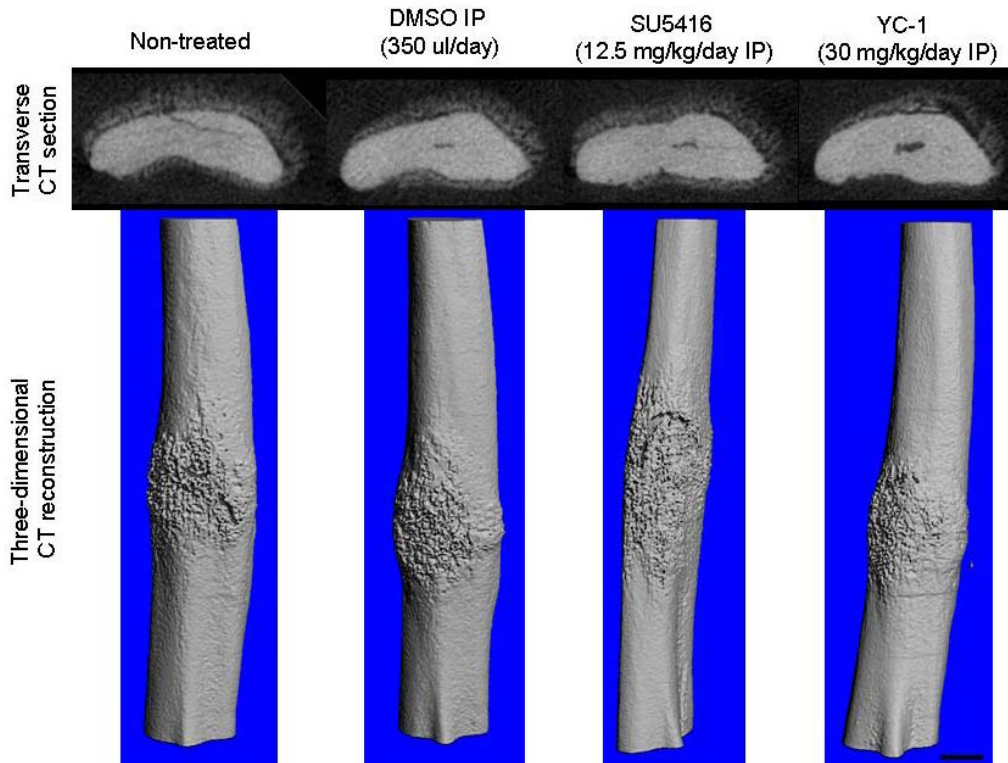 Non-treated
DMSO IP
(350 ul/day)
SU5416
(12.5 mg/kg/day IP)
YC-1
(30 mg/kg/day IP)
Transverse
CT section
Three-dimensional
CT reconstruction